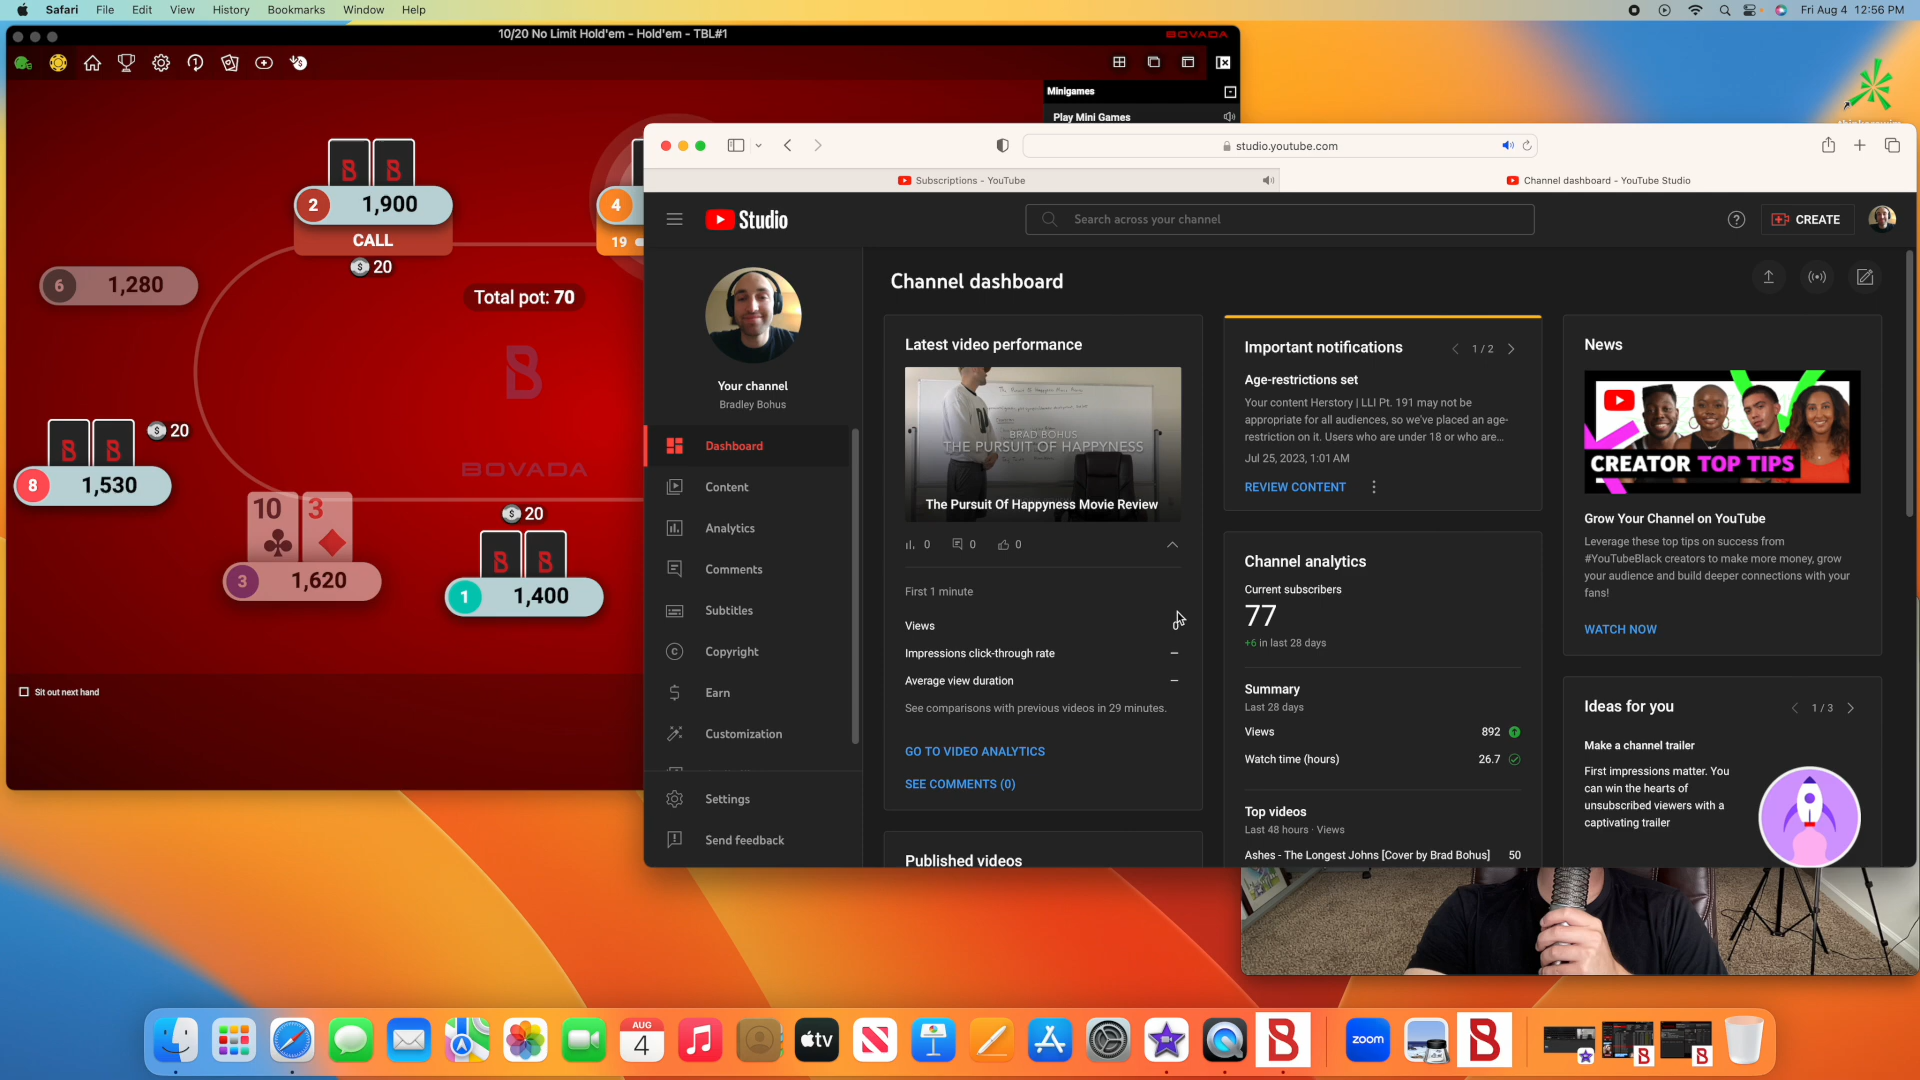 Safari File Edit View History Bookmarks Window Help
Fri Aug 4 12:56 PM
10/20 No Limit Hold'em - Hold'em - TBL#1
BOVADA
Minigames
Play Mini Games
2 1,900
CALL
20
4
19
6 1,280
Total pot: 70
BOVADA
20
8 1,530
10 3
3 1,620
20
1 1,400
Sit out next hand
studio.youtube.com
Subscriptions - YouTube
Channel dashboard - YouTube Studio
Studio
Search across your channel
CREATE
Your channel
Bradley Bohus
Dashboard
Content
Analytics
Comments
Subtitles
Copyright
Earn
Customization
Settings
Send feedback
Channel dashboard
Latest video performance
BRAD BOHUS
THE PURSUIT OF HAPPYNESS
The Pursuit Of Happyness Movie Review
0 0 0
First 1 minute
Views 0
Impressions click-through rate –
Average view duration –
See comparisons with previous videos in 29 minutes.
GO TO VIDEO ANALYTICS
SEE COMMENTS (0)
Published videos
Important notifications
1 / 2
Age-restrictions set
Your content Herstory | LLI Pt. 191 may not be
appropriate for all audiences, so we've placed an age-
restriction on it. Users who are under 18 or who are...
Jul 25, 2023, 1:01 AM
REVIEW CONTENT
Channel analytics
Current subscribers
77
+6 in last 28 days
Summary
Last 28 days
Views 892
Watch time (hours) 26.7
Top videos
Last 48 hours · Views
Ashes - The Longest Johns [Cover by Brad Bohus] 50
News
CREATOR TOP TIPS
Grow Your Channel on YouTube
Leverage these top tips on success from
#YouTubeBlack creators to make more money, grow
your audience and build deeper connections with your
fans!
WATCH NOW
Ideas for you
1 / 3
Make a channel trailer
First impressions matter. You
can win the hearts of
unsubscribed viewers with a
captivating trailer
AUG
4
tv
zoom